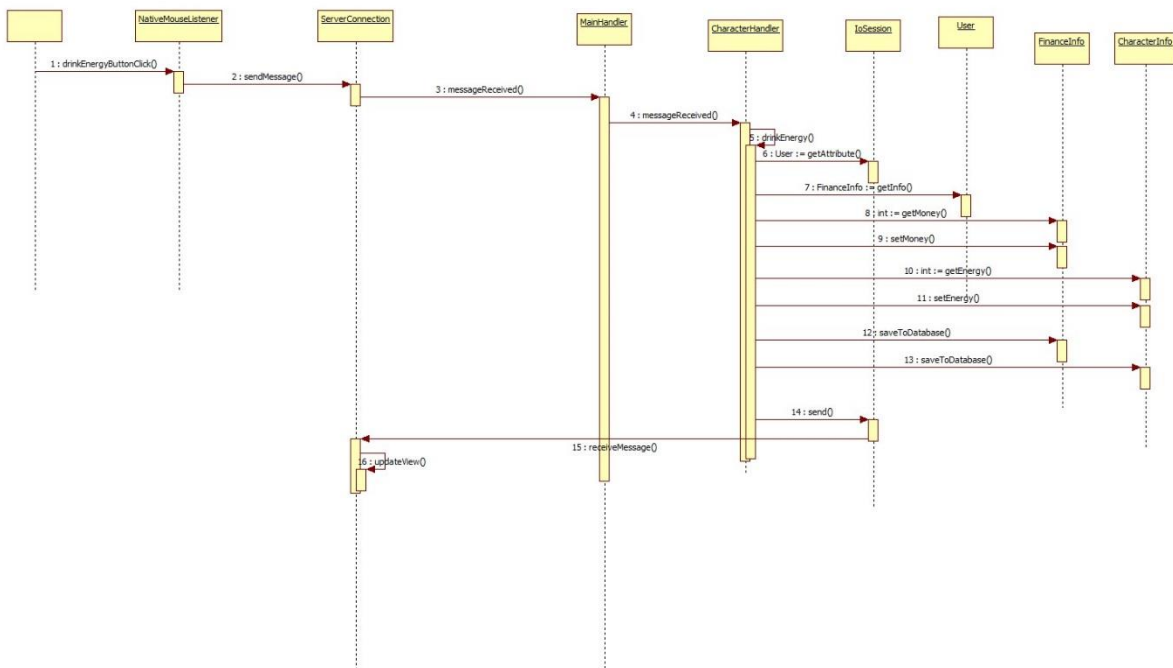 NativeMouseListener
ServerConnection
MainHandler
CharacterHandler
IoSession
User
FinanceInfo
CharacterInfo
1 : drinkEnergyButtonClick()
2 : sendMessage()
3 : messageReceived()
4 : messageReceived()
5 : drinkEnergy()
6 : User := getAttribute()
7 : FinanceInfo := getInfo()
8 : int := getMoney()
9 : setMoney()
10 : int := getEnergy()
11 : setEnergy()
12 : saveToDatabase()
13 : saveToDatabase()
14 : send()
15 : receiveMessage()
16 : updateView()